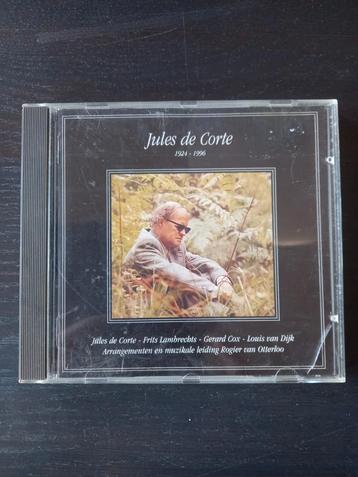 Jules de Corte
1924 - 1996
Jules de Corte - Frits Lambrechts - Gerard Cox - Louis van Dijk
Arrangementen en muzikale leiding Rogier van Otterloo